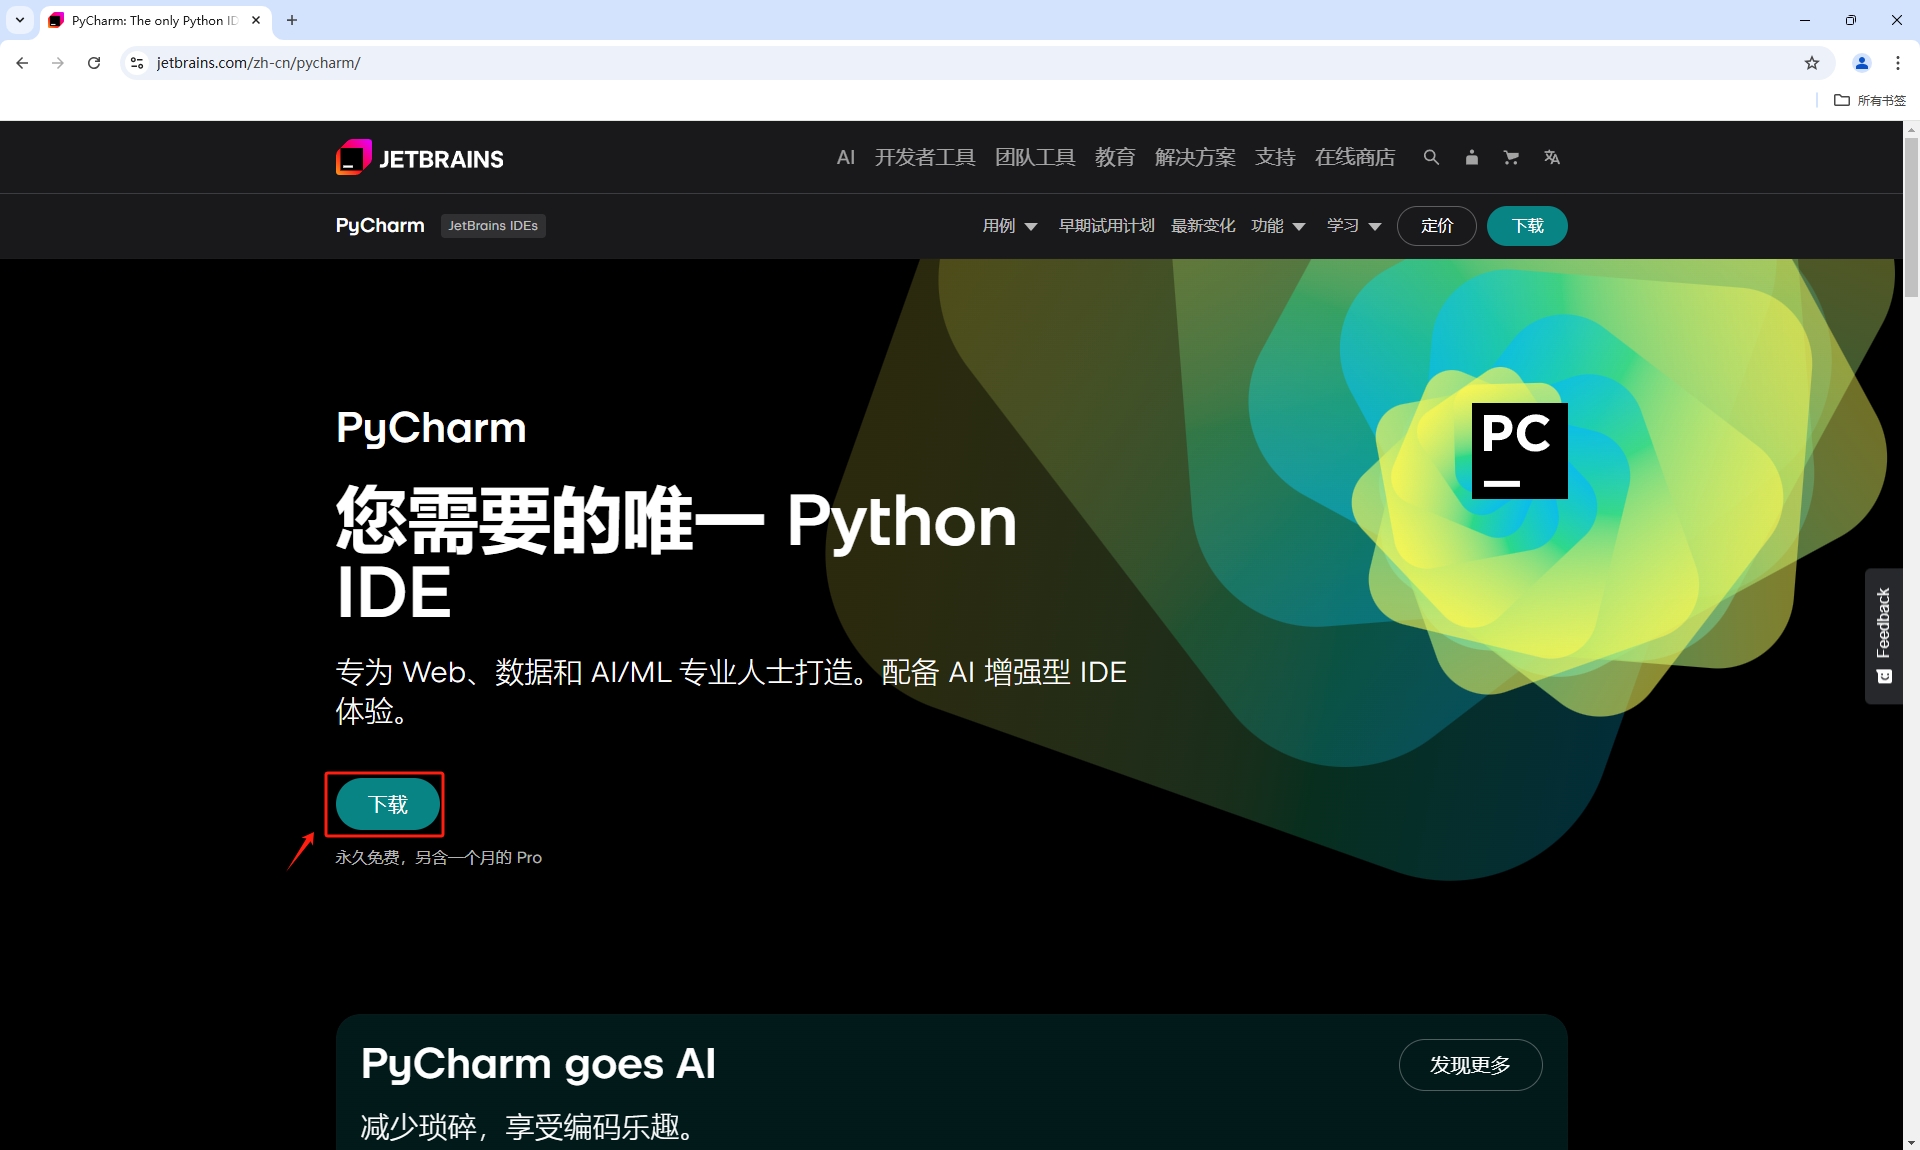 PyCharm: The only Python ID
jetbrains.com/zh-cn/pycharm/
所有书签
JETBRAINS
AI 开发者工具 团队工具 教育 解决方案 支持 在线商店
PyCharm JetBrains IDEs
用例 早期试用计划 最新变化 功能 学习 定价 下载
PC
PyCharm
您需要的唯一 Python
IDE
专为 Web、数据和 AI/ML 专业人士打造。配备 AI 增强型 IDE
体验。
Feedback
下载
永久免费，另含一个月的 Pro
PyCharm goes AI
发现更多
减少琐碎，享受编码乐趣。